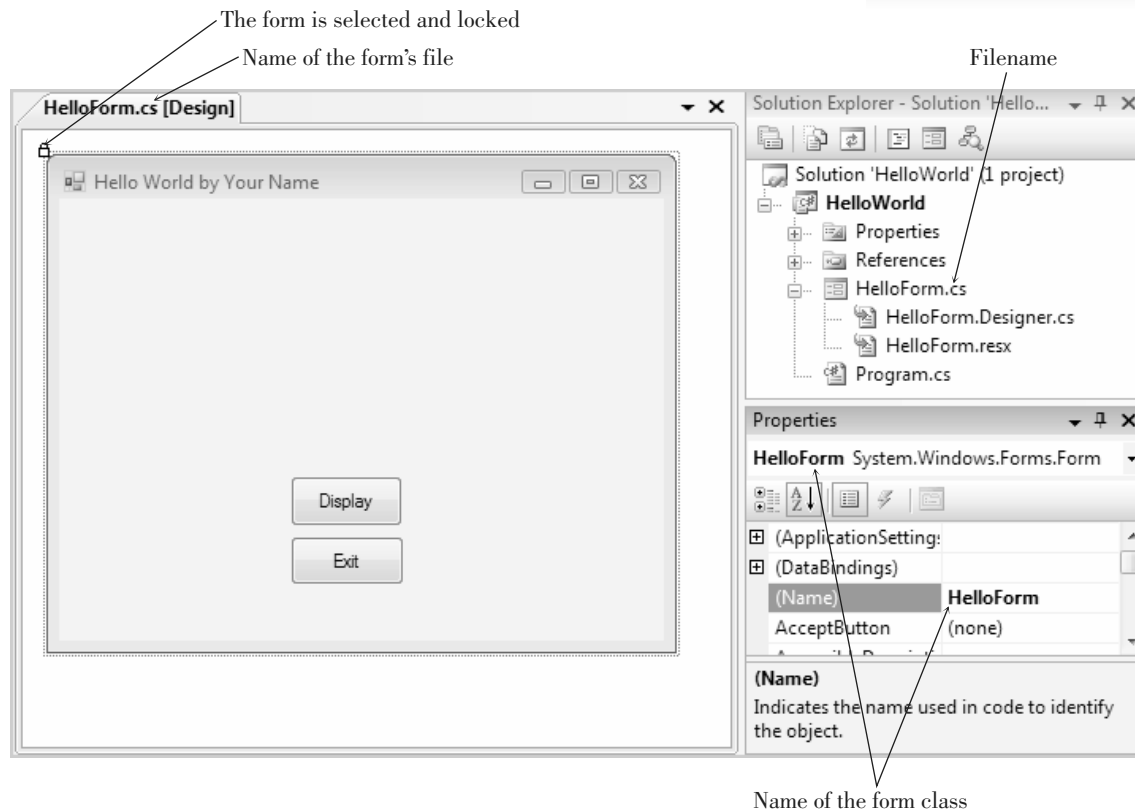 The form is selected and locked
Name of the form's file
Filename
HelloForm.cs [Design]
Hello World by Your Name
Display
Exit
Solution Explorer - Solution 'Hello...
Solution 'HelloWorld' (1 project)
HelloWorld
Properties
References
HelloForm.cs
HelloForm.Designer.cs
HelloForm.resx
Program.cs
Properties
HelloForm System.Windows.Forms.Form
(ApplicationSettings
(DataBindings)
(Name) HelloForm
AcceptButton (none)
(Name)
Indicates the name used in code to identify
the object.
Name of the form class